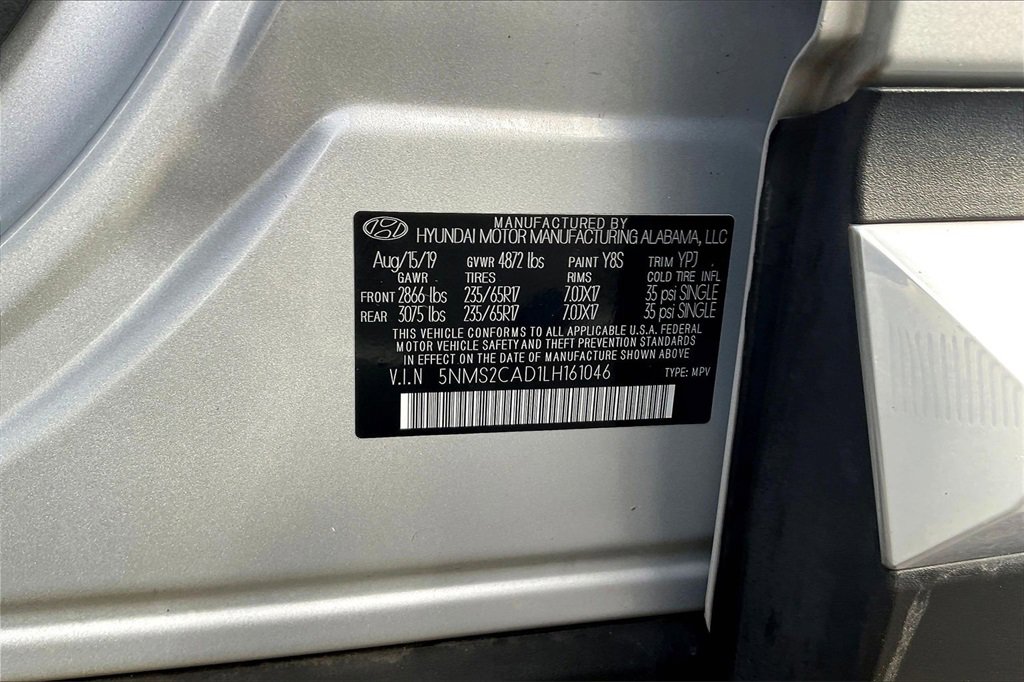 MANUFACTURED BY
HYUNDAI MOTOR MANUFACTURING ALABAMA, LLC
Aug/15/19 GVWR 4872 lbs PAINT Y8S TRIM YPJ
GAWR TIRES RIMS COLD TIRE INFL
FRONT 2866 lbs 235/65R17 7.0JX17 35 psi SINGLE
REAR 3075 lbs 235/65R17 7.0JX17 35 psi SINGLE
THIS VEHICLE CONFORMS TO ALL APPLICABLE U.S.A. FEDERAL
MOTOR VEHICLE SAFETY AND THEFT PREVENTION STANDARDS
IN EFFECT ON THE DATE OF MANUFACTURE SHOWN ABOVE
V.I.N 5NMS2CAD1LH161046 TYPE: MPV